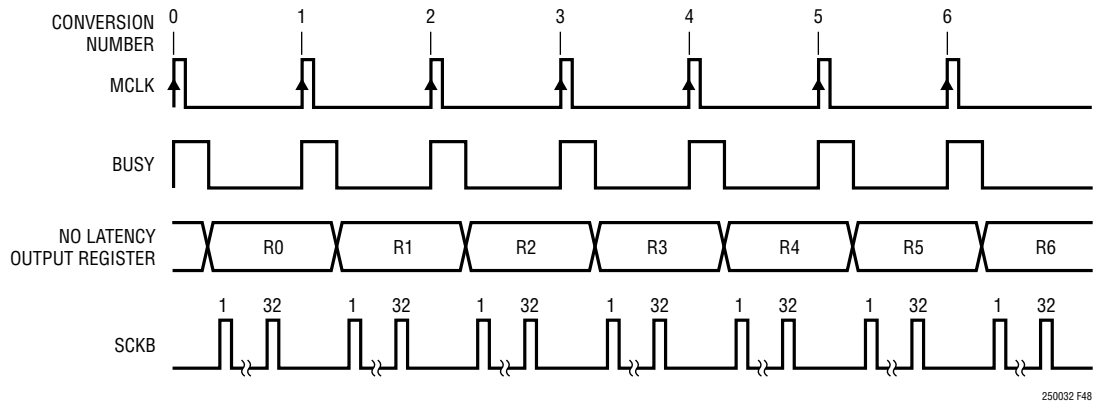 CONVERSION
NUMBER
0 1 2 3 4 5 6
MCLK
BUSY
NO LATENCY
OUTPUT REGISTER
R0 R1 R2 R3 R4 R5 R6
1 32 1 32 1 32 1 32 1 32 1 32 1 32
SCKB
250032 F48